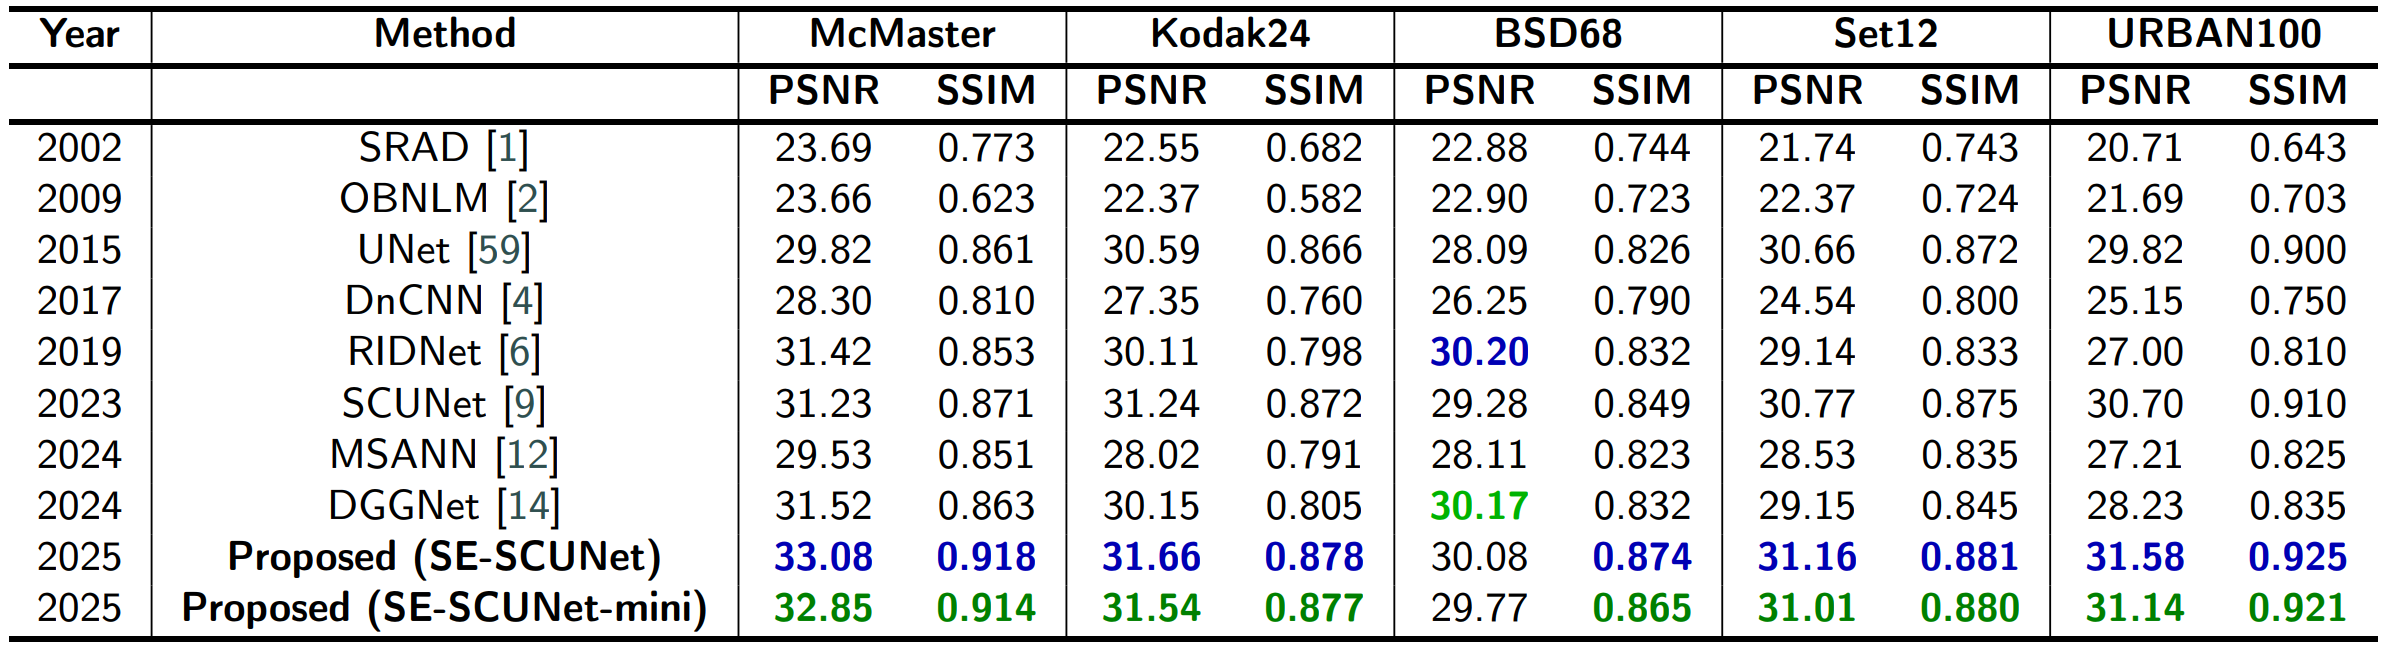 Year Method McMaster Kodak24 BSD68 Set12 URBAN100
PSNR SSIM PSNR SSIM PSNR SSIM PSNR SSIM PSNR SSIM
2002 SRAD [1] 23.69 0.773 22.55 0.682 22.88 0.744 21.74 0.743 20.71 0.643
2009 OBNLM [2] 23.66 0.623 22.37 0.582 22.90 0.723 22.37 0.724 21.69 0.703
2015 UNet [59] 29.82 0.861 30.59 0.866 28.09 0.826 30.66 0.872 29.82 0.900
2017 DnCNN [4] 28.30 0.810 27.35 0.760 26.25 0.790 24.54 0.800 25.15 0.750
2019 RIDNet [6] 31.42 0.853 30.11 0.798 30.20 0.832 29.14 0.833 27.00 0.810
2023 SCUNet [9] 31.23 0.871 31.24 0.872 29.28 0.849 30.77 0.875 30.70 0.910
2024 MSANN [12] 29.53 0.851 28.02 0.791 28.11 0.823 28.53 0.835 27.21 0.825
2024 DGGNet [14] 31.52 0.863 30.15 0.805 30.17 0.832 29.15 0.845 28.23 0.835
2025 Proposed (SE-SCUNet) 33.08 0.918 31.66 0.878 30.08 0.874 31.16 0.881 31.58 0.925
2025 Proposed (SE-SCUNet-mini) 32.85 0.914 31.54 0.877 29.77 0.865 31.01 0.880 31.14 0.921